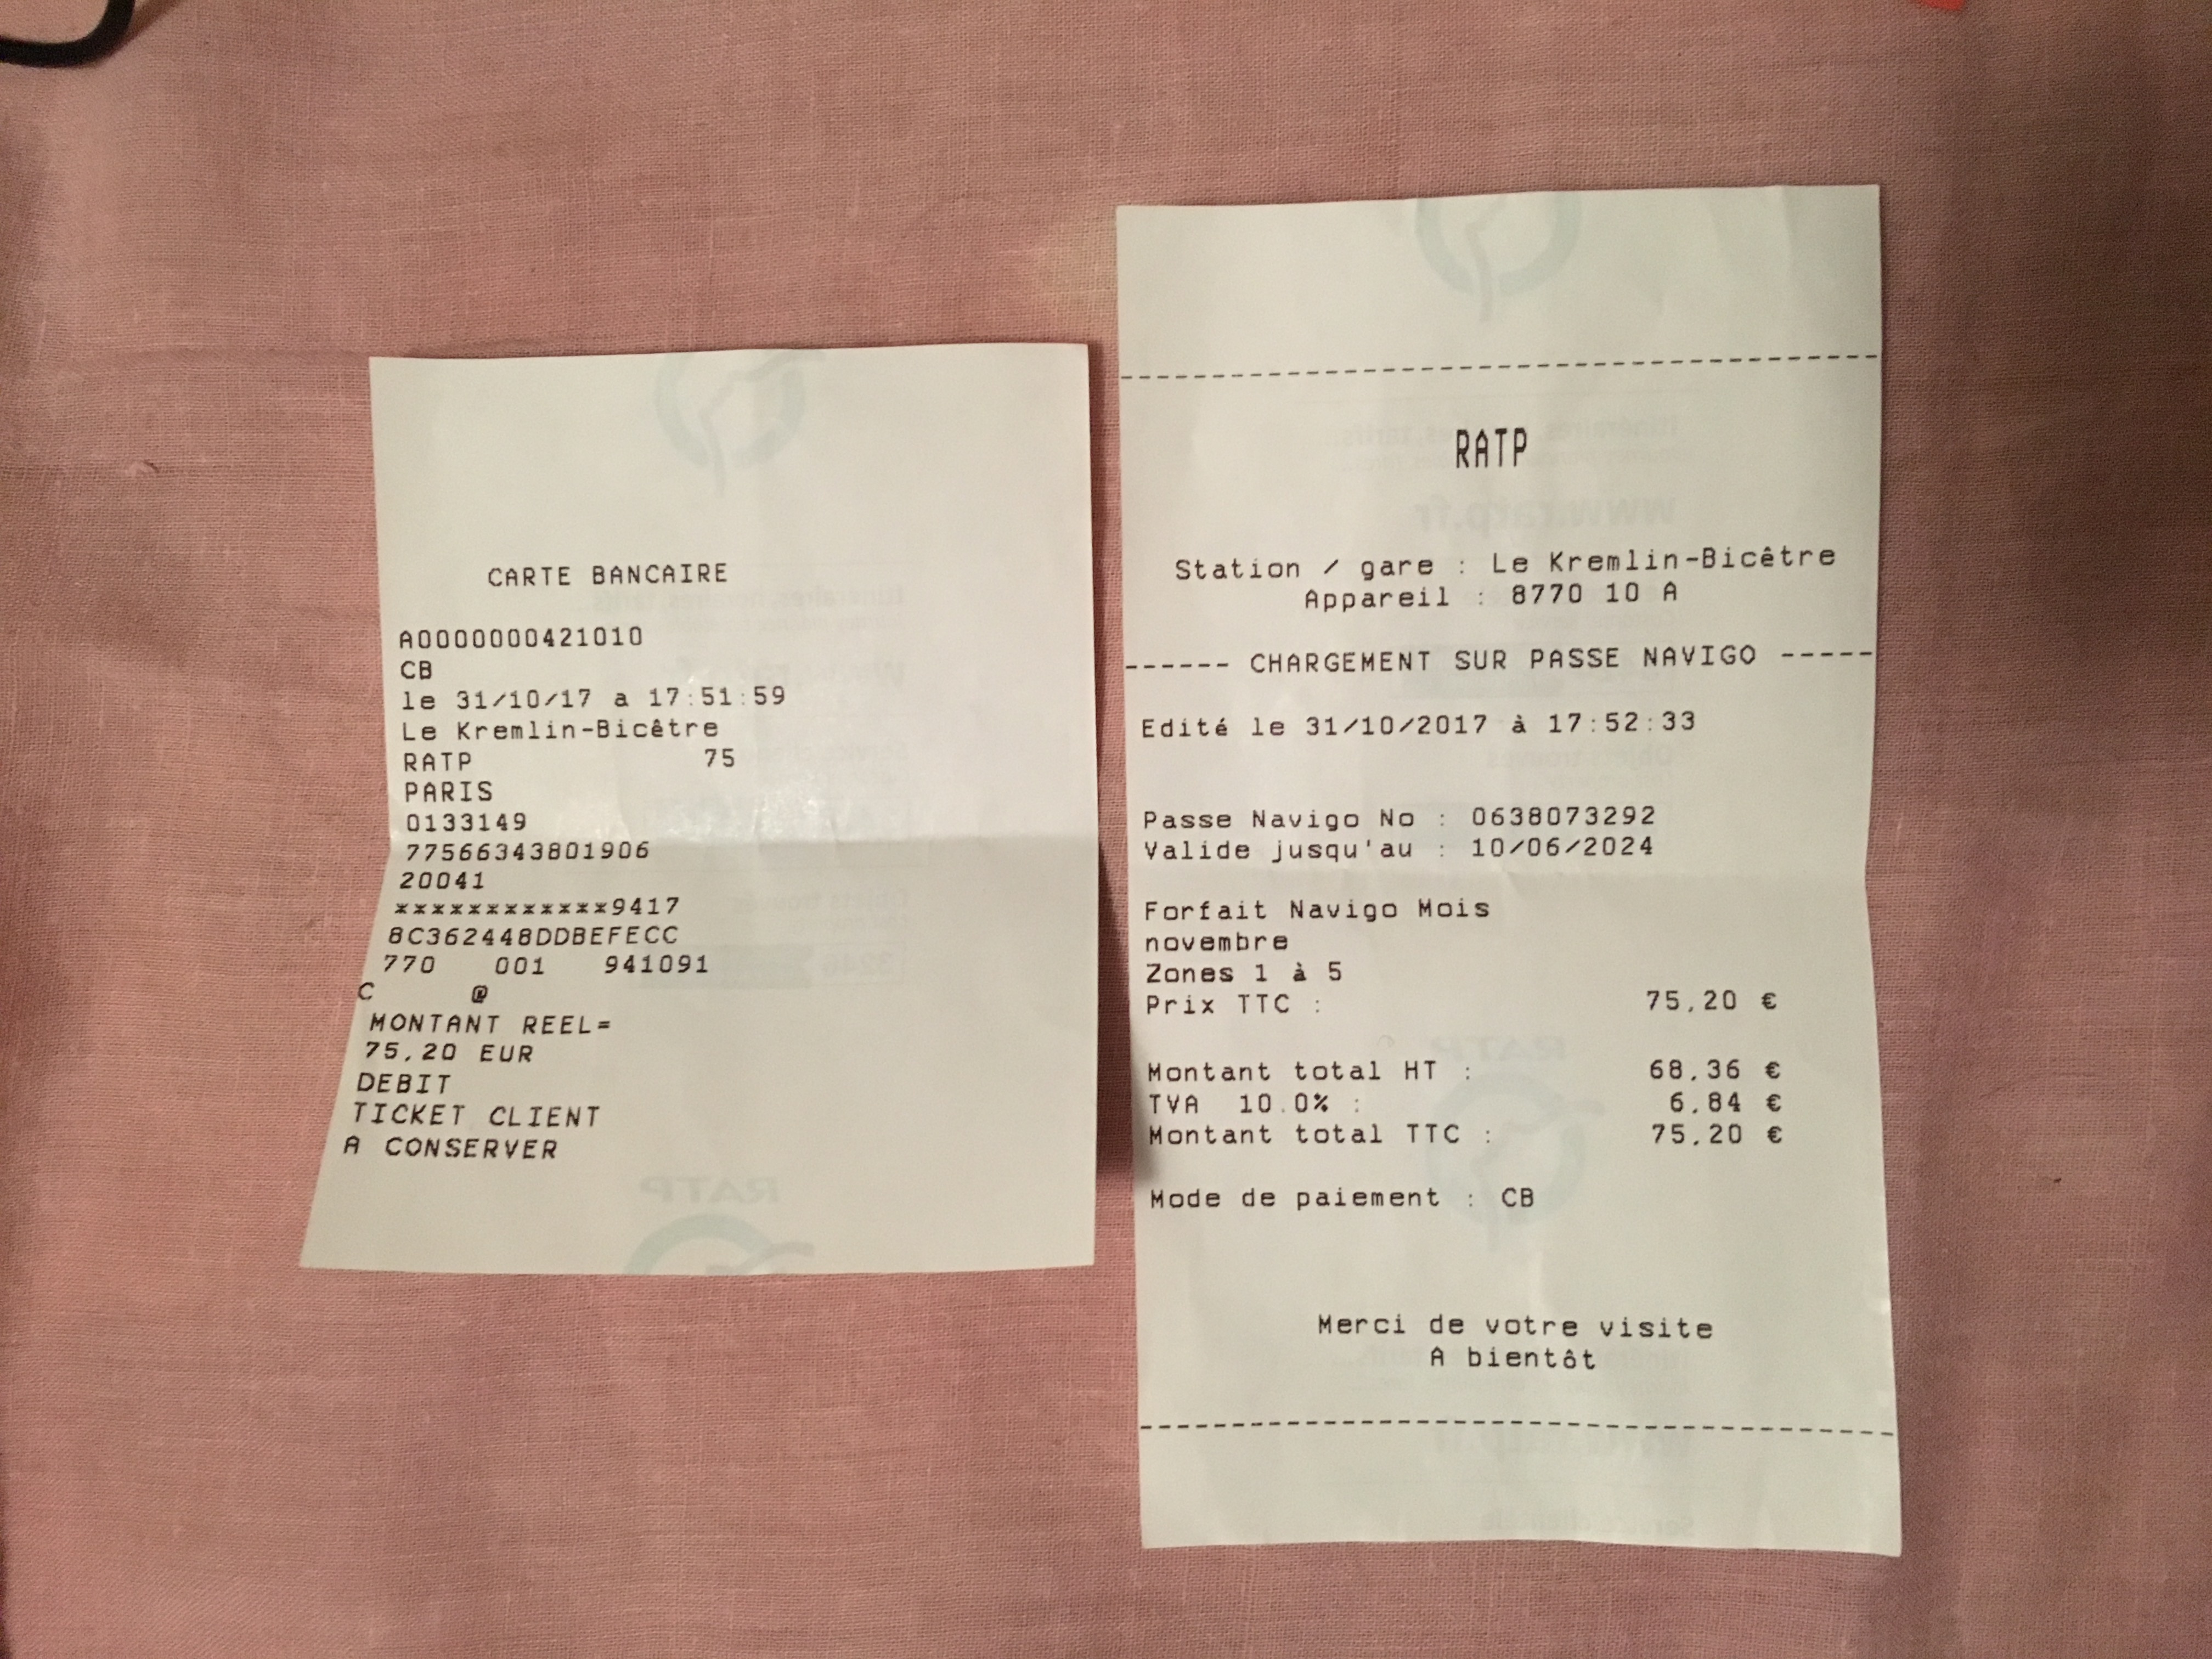 CARTE BANCAIRE
A0000000421010
CB
le 31/10/17 a 17:51:59
Le Kremlin-Bicêtre
RATP 75
PARIS
0133149
77566343801906
20041
************9417
8C362448DDBEFECC
770 001 941091
C @
MONTANT REEL=
75,20 EUR
DEBIT
TICKET CLIENT
A CONSERVER
RATP
RATP
Station / gare : Le Kremlin-Bicêtre
Appareil : 8770 10 A
------ CHARGEMENT SUR PASSE NAVIGO -----
Edité le 31/10/2017 à 17:52:33
Passe Navigo No : 0638073292
Valide jusqu'au : 10/06/2024
Forfait Navigo Mois
novembre
Zones 1 à 5
Prix TTC : 75,20 €
Montant total HT : 68,36 €
TVA 10.0% : 6,84 €
Montant total TTC : 75,20 €
Mode de paiement : CB
Merci de votre visite
A bientôt